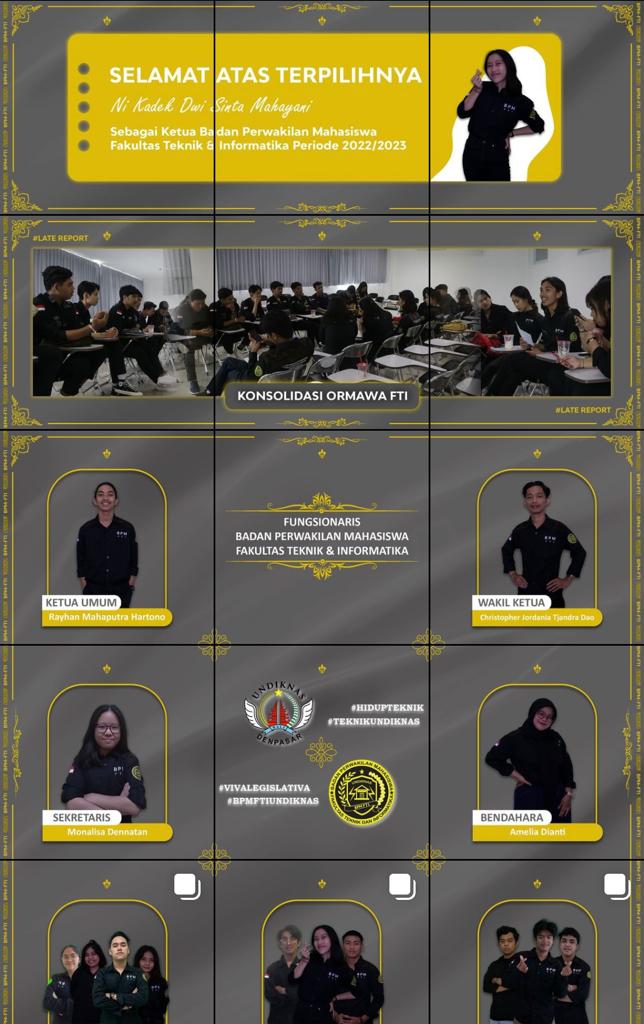 SELAMAT ATAS TERPILIHNYA
Ni Kadek Dwi Sinta Mahayani
Sebagai Ketua Badan Perwakilan Mahasiswa
Fakultas Teknik & Informatika Periode 2022/2023
BPM
#LATE REPORT
KONSOLIDASI ORMAWA FTI
#LATE REPORT
KETUA UMUM
Rayhan Mahaputra Hartono
FUNGSIONARIS
BADAN PERWAKILAN MAHASISWA
FAKULTAS TEKNIK & INFORMATIKA
WAKIL KETUA
Christopher Jordania Tjandra Dao
SEKRETARIS
Monalisa Dennatan
UNDIKNAS
DENPASAR
#HIDUPTEKNIK
#TEKNIKUNDIKNAS
#VIVALEGISLATIVA
#BPMFTIUNDIKNAS
BENDAHARA
Amelia Dianti